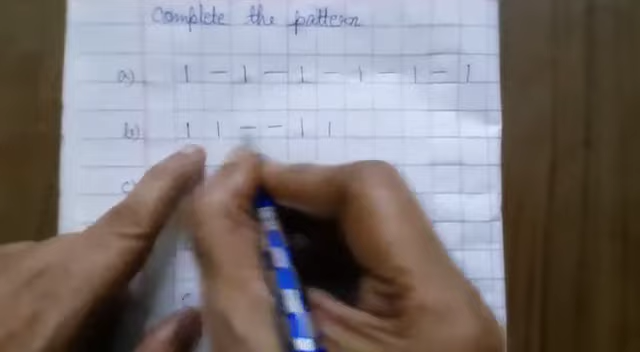 Complete the pattern
a) | - | - | - | - | - |
b) | | - - | |
c)